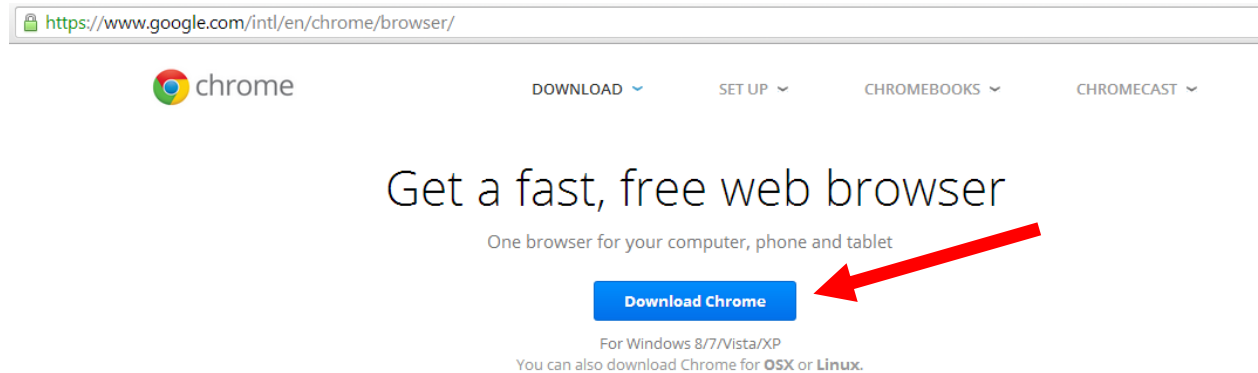 https://www.google.com/intl/en/chrome/browser/
chrome DOWNLOAD SET UP CHROMEBOOKS CHROMECAST
Get a fast, free web browser
One browser for your computer, phone and tablet
Download Chrome
For Windows 8/7/Vista/XP
You can also download Chrome for OSX or Linux.